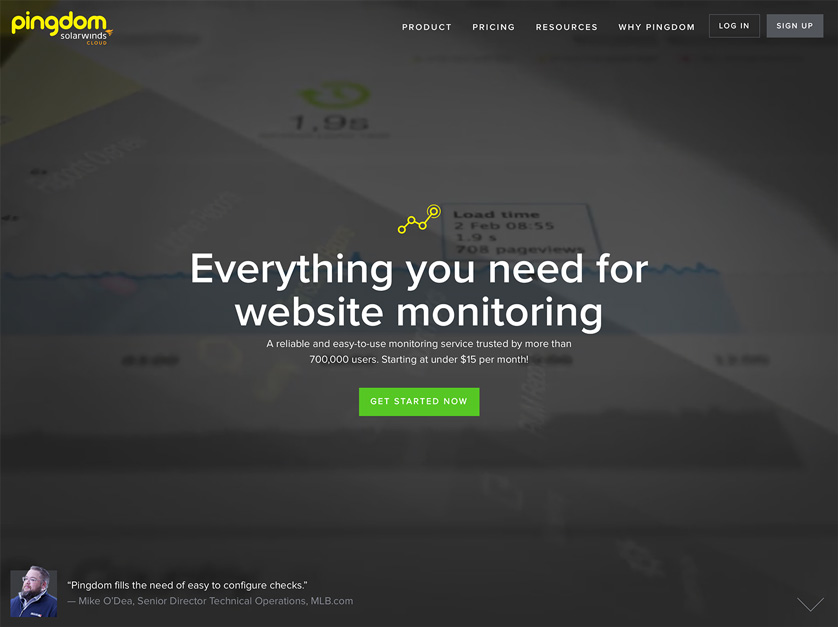 pingdom
solarwinds
CLOUD
PRODUCT
PRICING
RESOURCES
WHY PINGDOM
LOG IN
SIGN UP
1,9s
Load time
2 Feb 08:55
1.9 s
708 pageviews
Everything you need for
website monitoring
A reliable and easy-to-use monitoring service trusted by more than
700,000 users. Starting at under $15 per month!
GET STARTED NOW
“Pingdom fills the need of easy to configure checks.”
— Mike O’Dea, Senior Director Technical Operations, MLB.com